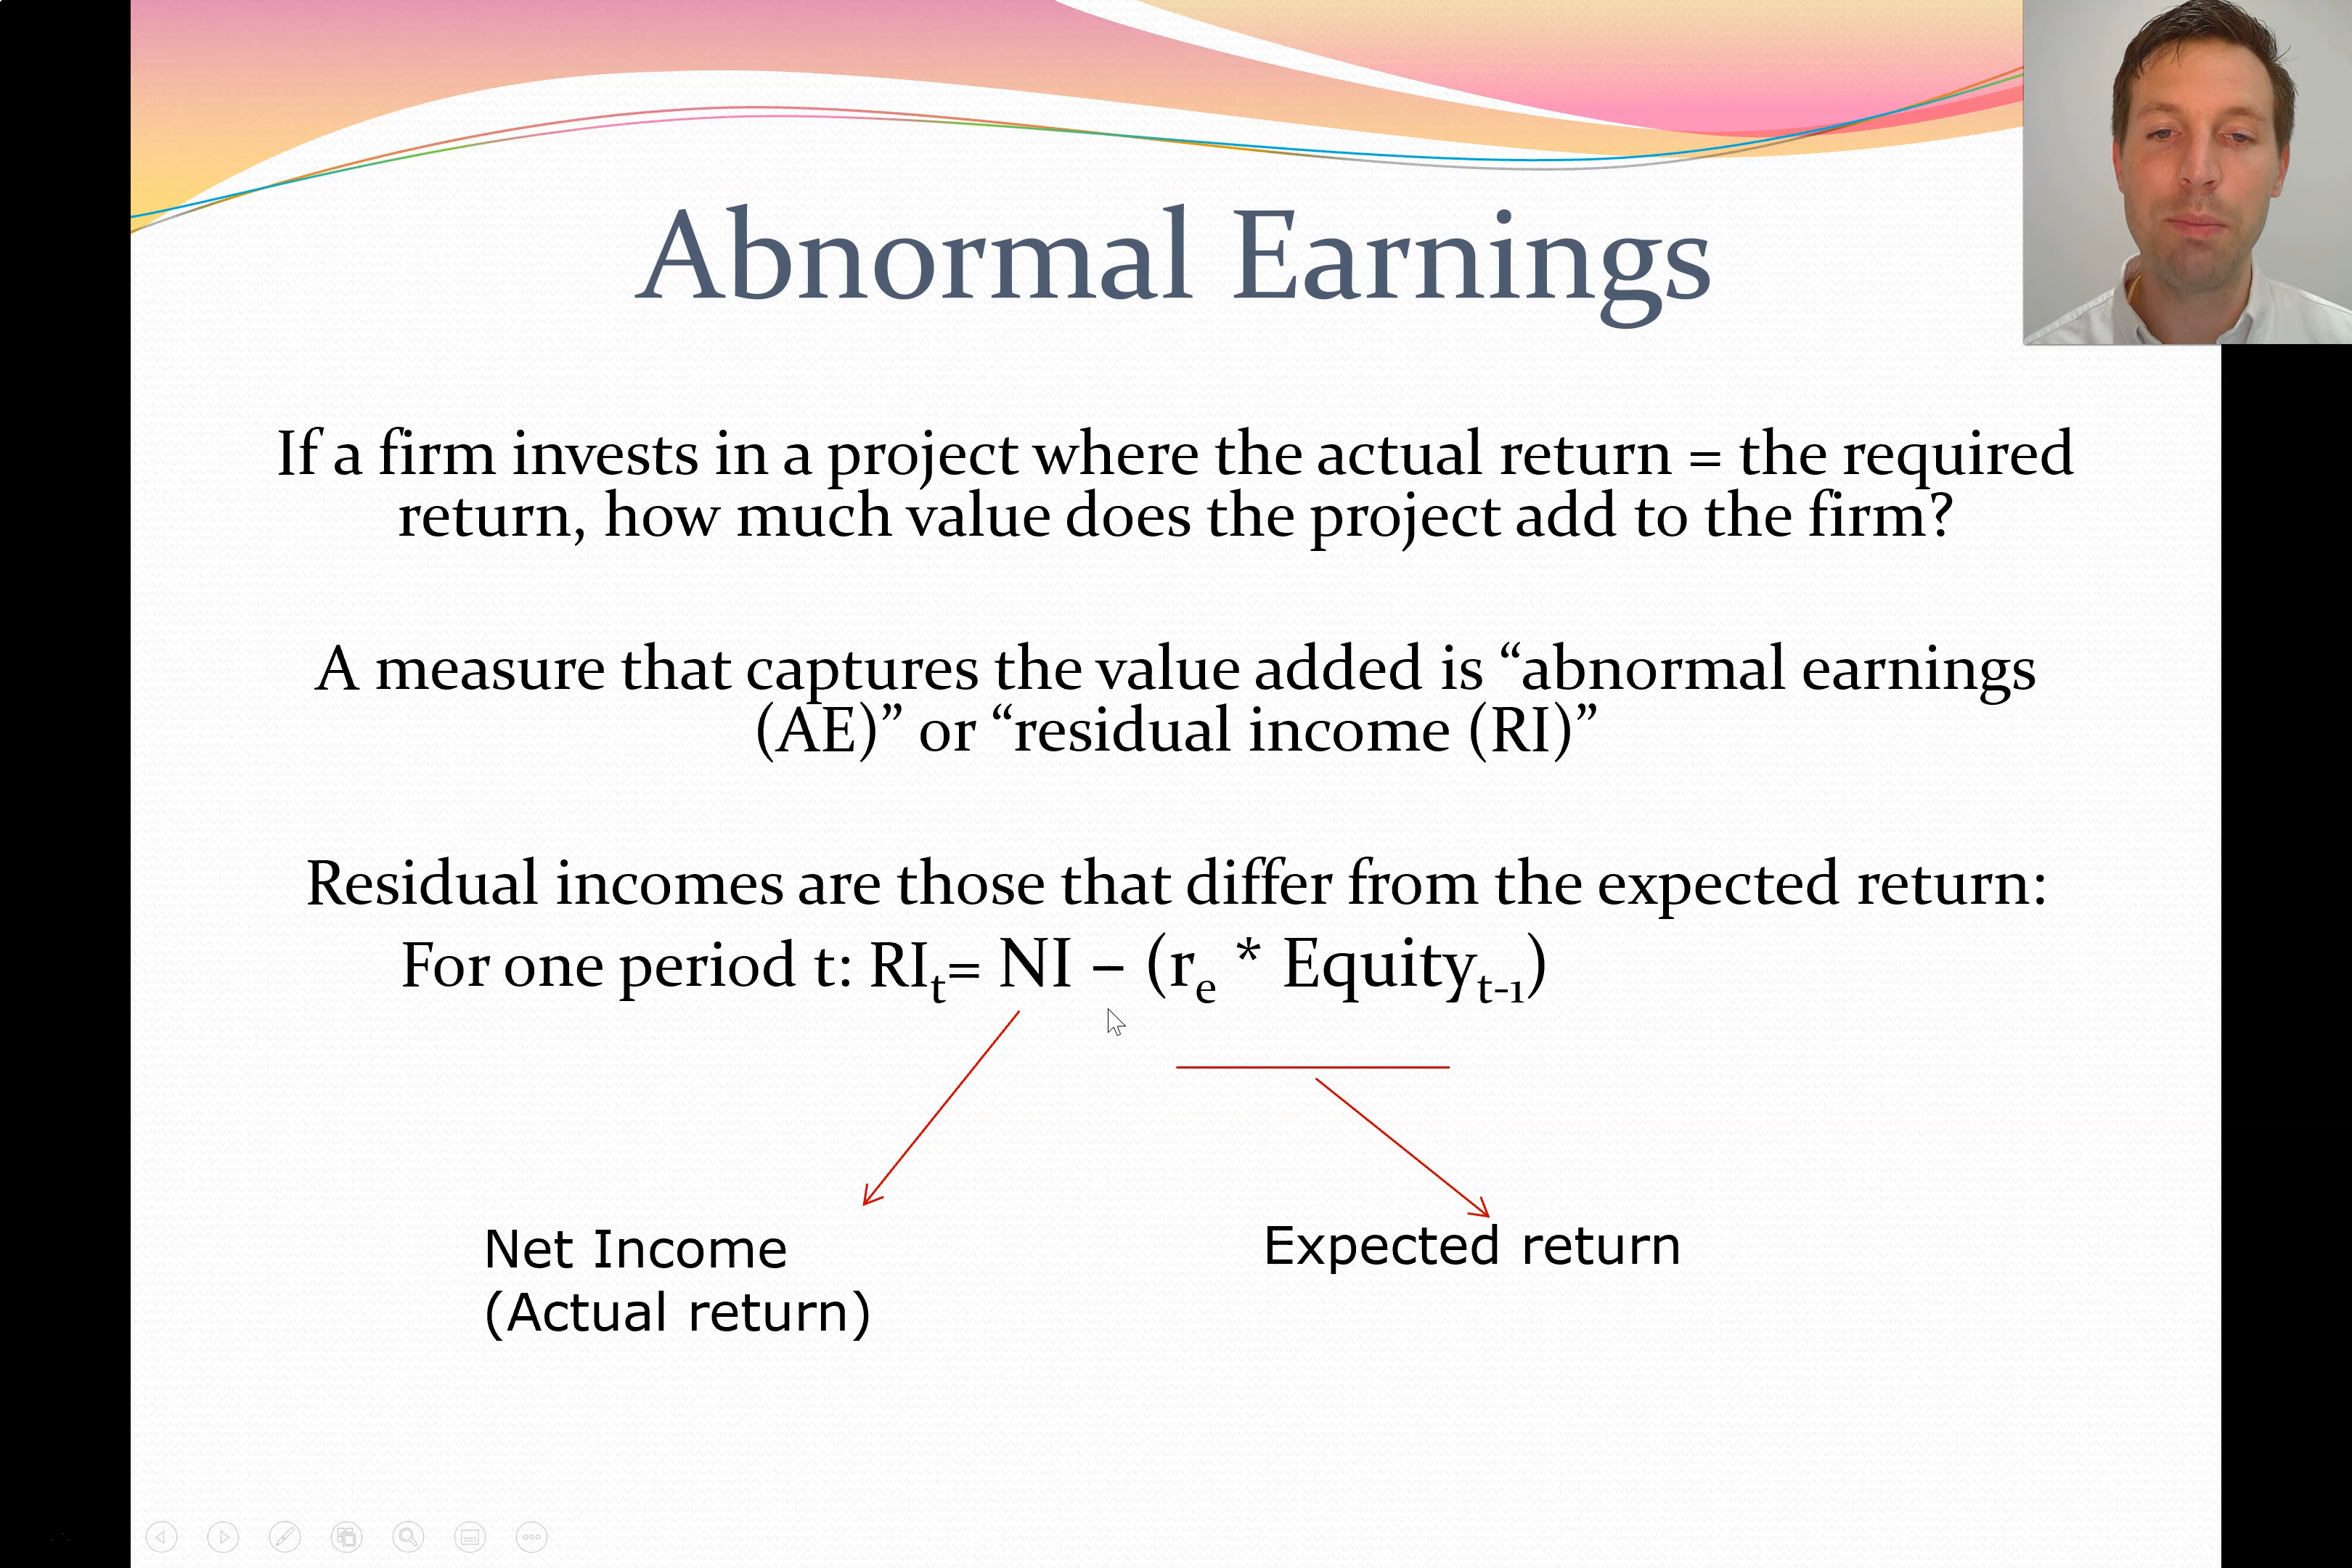 Abnormal Earnings
If a firm invests in a project where the actual return = the required
return, how much value does the project add to the firm?
A measure that captures the value added is “abnormal earnings
(AE)” or “residual income (RI)”
Residual incomes are those that differ from the expected return:
For one period t: RIt= NI – (re * Equityt-1)
Net Income
(Actual return)
Expected return